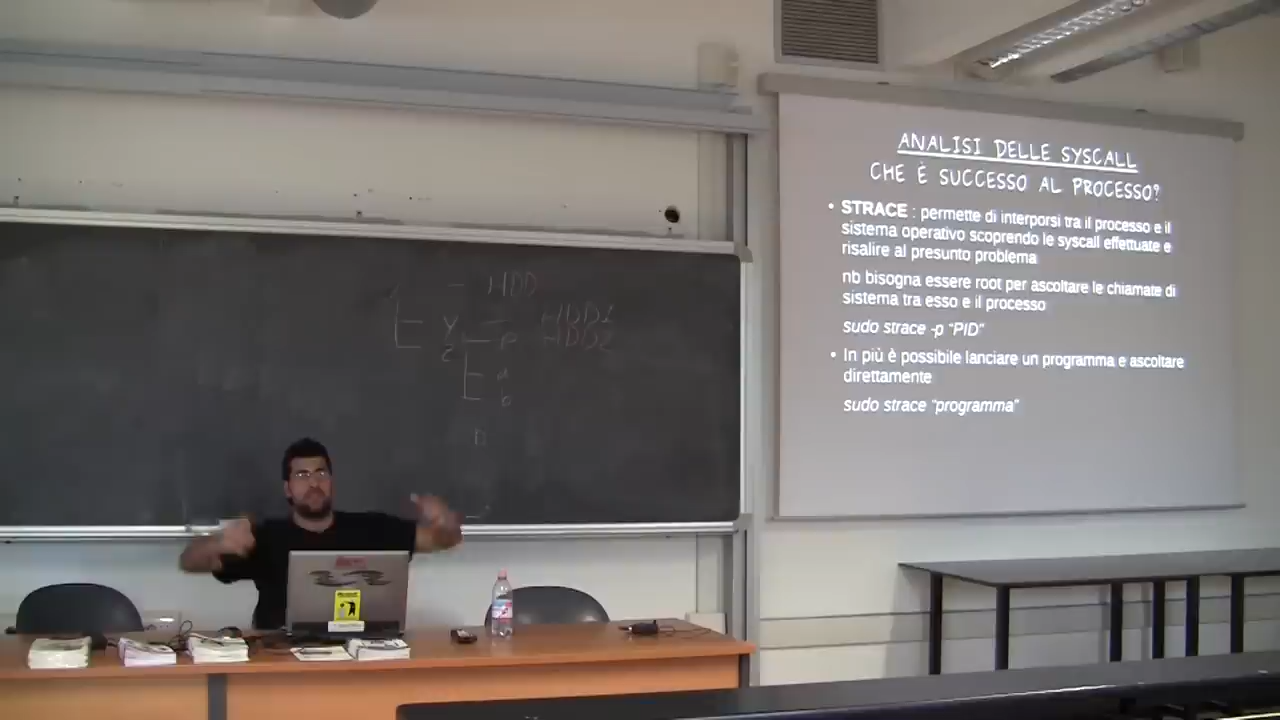 ANALISI DELLE SYSCALL
CHE È SUCCESSO AL PROCESSO?
• STRACE : permette di interporsi tra il processo e il
sistema operativo scoprendo le syscall effettuate e
risalire al presunto problema
nb bisogna essere root per ascoltare le chiamate di
sistema tra esso e il processo
sudo strace -p “PID”
• In più è possibile lanciare un programma e ascoltare
direttamente
sudo strace “programma”
HDD
HDD1
HDD2